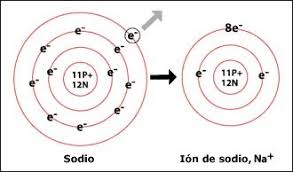 e-
e-
8e-
e-
e-
e-
e-
e-
11P+
12N
e-
e-
11P+
12N
e-
e-
e-
e-
e-
Sodio
Ión de sodio, Na+